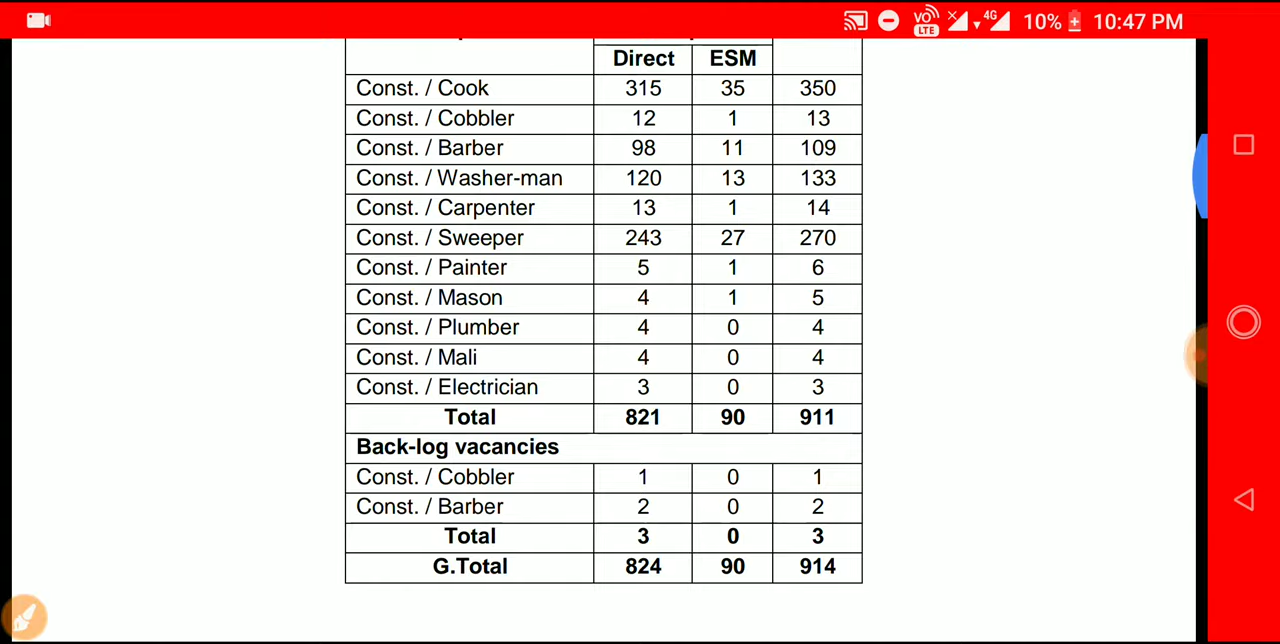 VO LTE 4G 10% 10:47 PM
Direct ESM
Const. / Cook 315 35 350
Const. / Cobbler 12 1 13
Const. / Barber 98 11 109
Const. / Washer-man 120 13 133
Const. / Carpenter 13 1 14
Const. / Sweeper 243 27 270
Const. / Painter 5 1 6
Const. / Mason 4 1 5
Const. / Plumber 4 0 4
Const. / Mali 4 0 4
Const. / Electrician 3 0 3
Total 821 90 911
Back-log vacancies
Const. / Cobbler 1 0 1
Const. / Barber 2 0 2
Total 3 0 3
G.Total 824 90 914